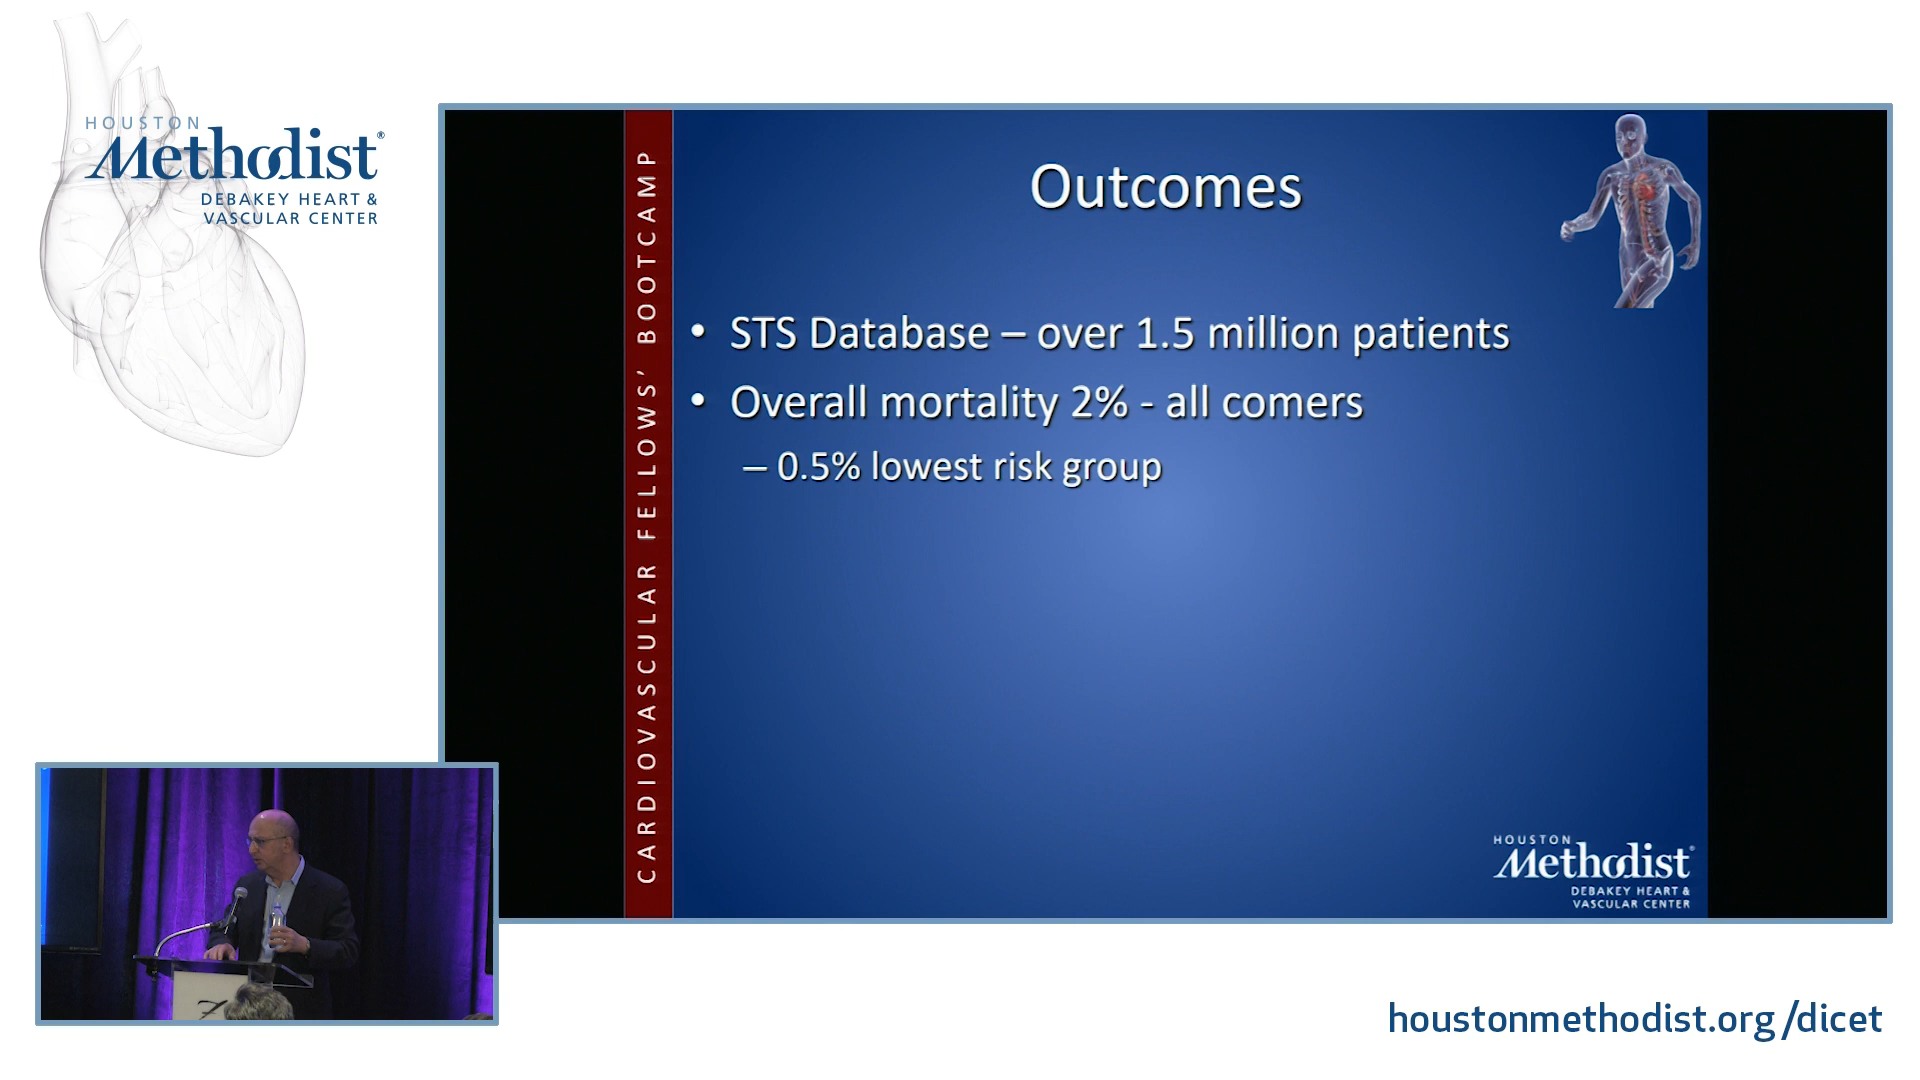 HOUSTON
Methodist®
DEBAKEY HEART &
VASCULAR CENTER
CARDIOVASCULAR FELLOWS' BOOTCAMP
Outcomes
• STS Database – over 1.5 million patients
• Overall mortality 2% - all comers
– 0.5% lowest risk group
HOUSTON
Methodist®
DEBAKEY HEART &
VASCULAR CENTER
houstonmethodist.org/dicet